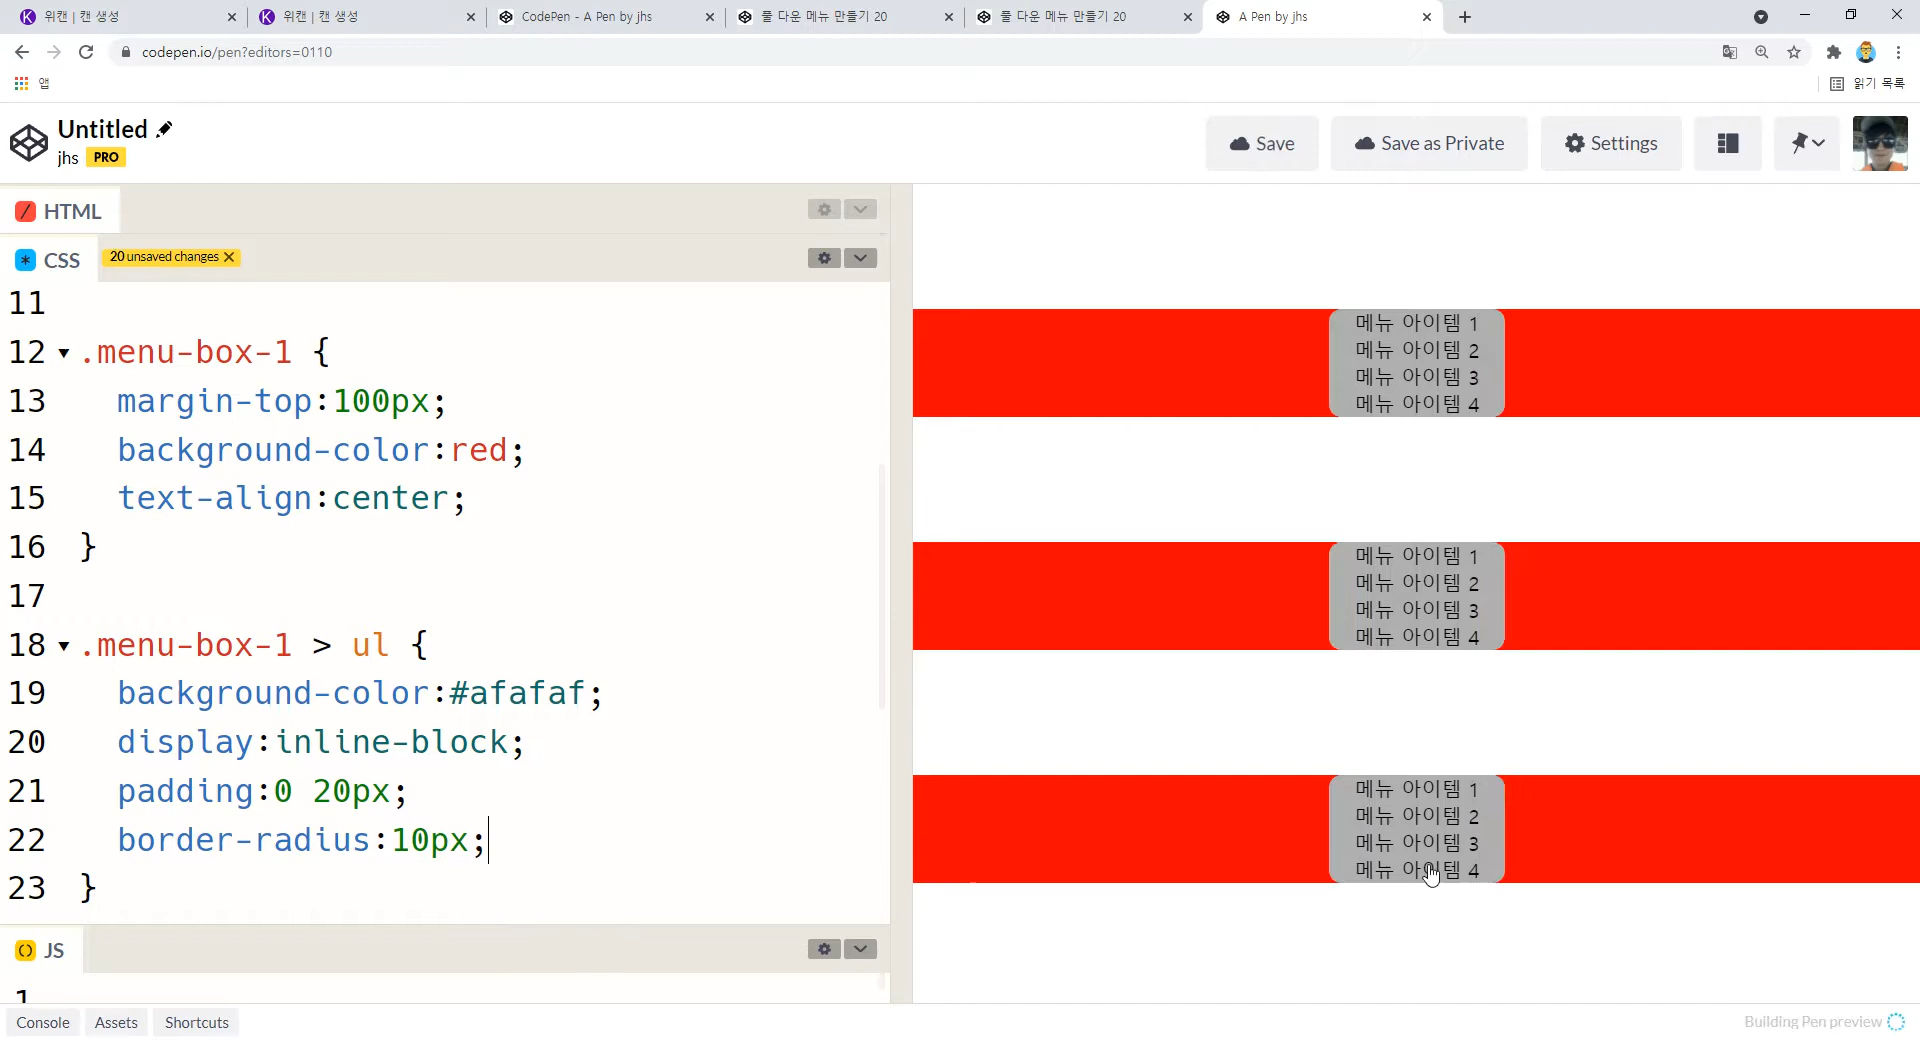 위캔 | 캔 생성
위캔 | 캔 생성
CodePen - A Pen by jhs
풀 다운 메뉴 만들기 20
풀 다운 메뉴 만들기 20
A Pen by jhs
codepen.io/pen?editors=0110
앱
읽기 목록
Untitled
jhs PRO
Save
Save as Private
Settings
HTML
CSS
20 unsaved changes
11
12 .menu-box-1 {
13 margin-top:100px;
14 background-color:red;
15 text-align:center;
16 }
17
18 .menu-box-1 > ul {
19 background-color:#afafaf;
20 display:inline-block;
21 padding:0 20px;
22 border-radius:10px;
23 }
JS
1
메뉴 아이템 1
메뉴 아이템 2
메뉴 아이템 3
메뉴 아이템 4
메뉴 아이템 1
메뉴 아이템 2
메뉴 아이템 3
메뉴 아이템 4
메뉴 아이템 1
메뉴 아이템 2
메뉴 아이템 3
메뉴 아이템 4
Console
Assets
Shortcuts
Building Pen preview